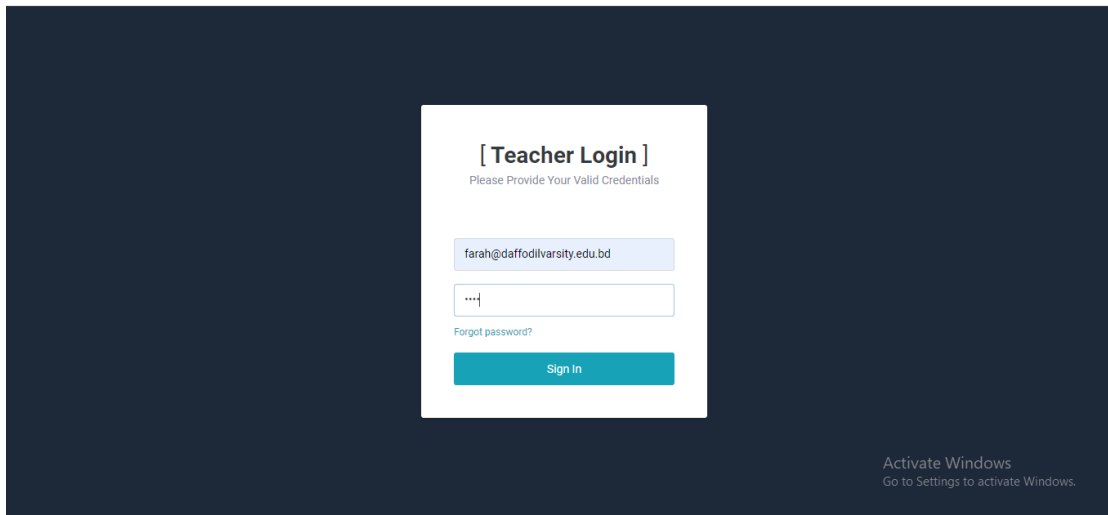 [ Teacher Login ]
Please Provide Your Valid Credentials
farah@daffodilvarsity.edu.bd
••••
Forgot password?
Sign In
Activate Windows
Go to Settings to activate Windows.